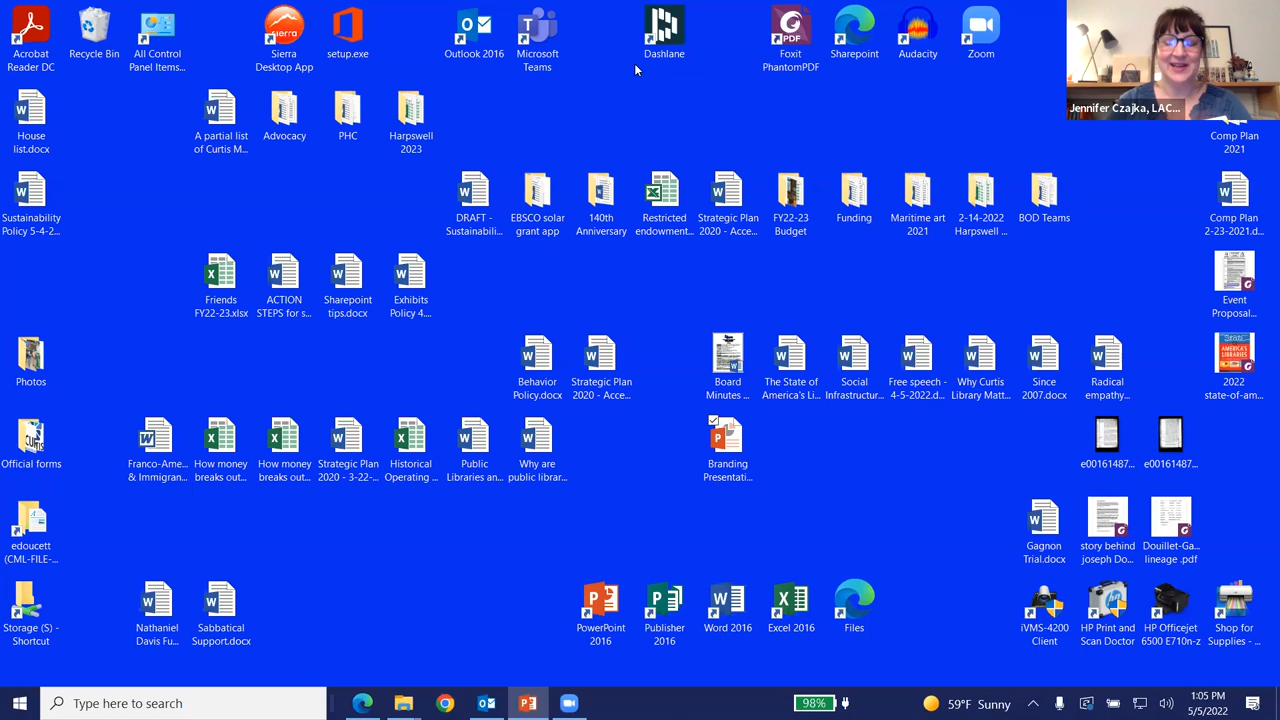 Acrobat
Reader DC
Recycle Bin
All Control
Panel Items...
Sierra
Desktop App
setup.exe
Outlook 2016
Microsoft
Teams
Dashlane
Foxit
PhantomPDF
Sharepoint
Audacity
Zoom
Jennifer Czajka, LAC...
House
list.docx
A partial list
of Curtis M...
Advocacy
PHC
Harpswell
2023
Comp Plan
2021
Sustainability
Policy 5-4-2...
DRAFT -
Sustainabili...
EBSCO solar
grant app
140th
Anniversary
Restricted
endowment...
Strategic Plan
2020 - Acce...
FY22-23
Budget
Funding
Maritime art
2021
2-14-2022
Harpswell ...
BOD Teams
Comp Plan
2-23-2021.d...
Friends
FY22-23.xlsx
ACTION
STEPS for s...
Sharepoint
tips.docx
Exhibits
Policy 4....
Event
Proposal...
Photos
Behavior
Policy.docx
Strategic Plan
2020 - Acce...
Board
Minutes ...
The State of
America's Li...
Social
Infrastructur...
Free speech -
4-5-2022.d...
Why Curtis
Library Matt...
Since
2007.docx
Radical
empathy...
AMERICA'S
LIBRARIES
2022
state-of-am...
Official forms
Franco-Ame...
& Immigran...
How money
breaks out...
How money
breaks out...
Strategic Plan
2020 - 3-22-...
Historical
Operating ...
Public
Libraries an...
Why are
public librar...
Branding
Presentati...
e00161487...
e00161487...
edoucett
(CML-FILE-...
Gagnon
Trial.docx
story behind
joseph Do...
Douillet-Ga...
lineage .pdf
Storage (S) -
Shortcut
Nathaniel
Davis Fu...
Sabbatical
Support.docx
PowerPoint
2016
Publisher
2016
Word 2016
Excel 2016
Files
iVMS-4200
Client
HP Print and
Scan Doctor
HP Officejet
6500 E710n-z
Shop for
Supplies - ...
Type here to search
98%
59°F Sunny
1:05 PM
5/5/2022